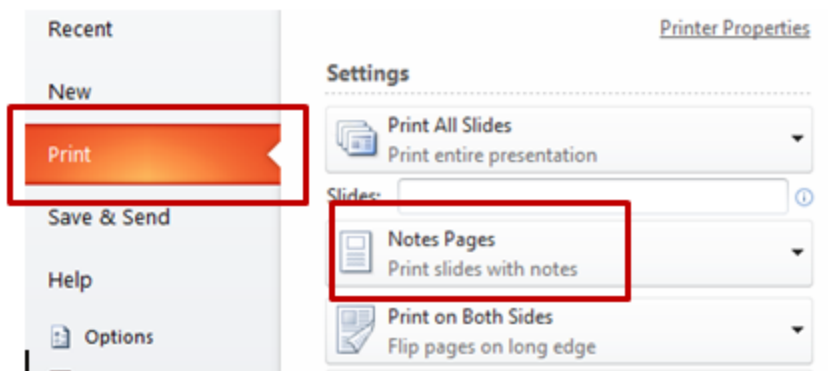 Recent
New
Print
Save & Send
Help
Options
Printer Properties
Settings
Print All Slides
Print entire presentation
Slides:
Notes Pages
Print slides with notes
Print on Both Sides
Flip pages on long edge